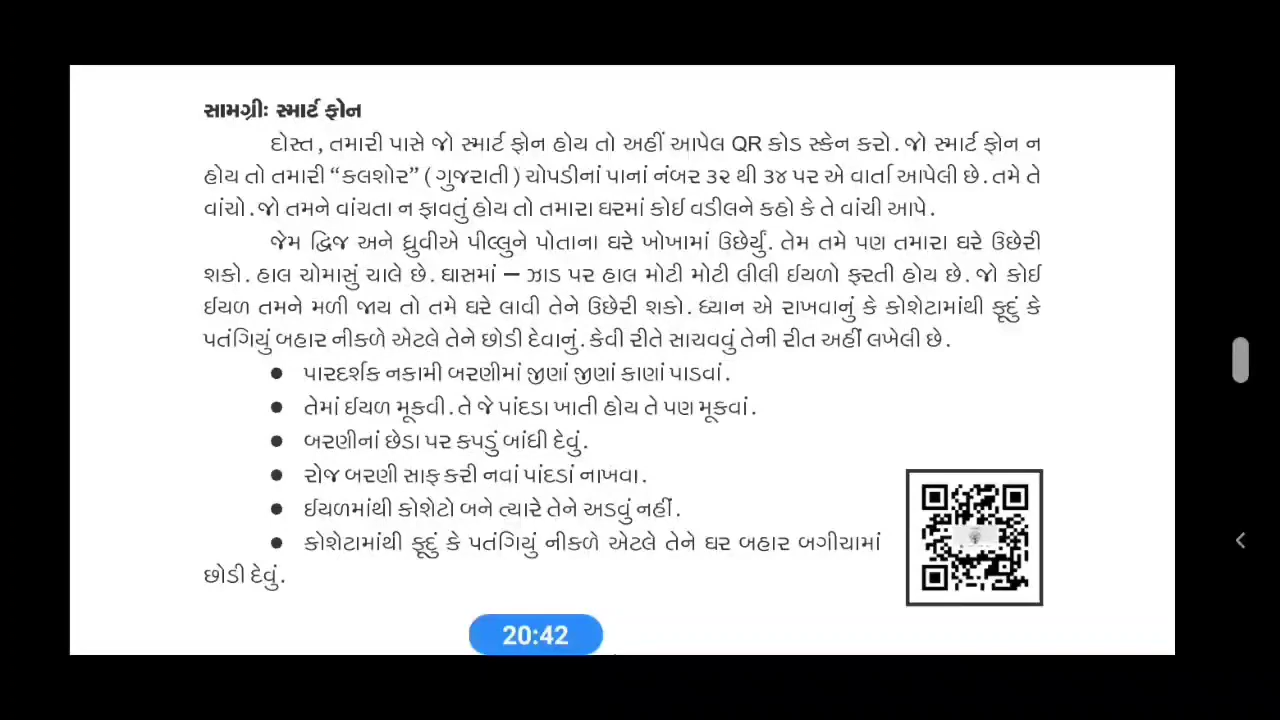 સામગ્રીઃ સ્માર્ટ ફોન
દોસ્ત, તમારી પાસે જો સ્માર્ટ ફોન હોય તો અહીં આપેલ QR કોડ સ્કેન કરો. જો સ્માર્ટ ફોન ન
હોય તો તમારી “કલશોર” (ગુજરાતી) ચોપડીનાં પાનાં નંબર ૩૨ થી ૩૪ પર એ વાર્તા આપેલી છે. તમે તે
વાંચો. જો તમને વાંચતા ન ફાવતું હોય તો તમારા ઘરમાં કોઈ વડીલને કહો કે તે વાંચી આપે.
જેમ દ્વિજ અને ધ્રુવીએ પીલ્લુને પોતાના ઘરે ખોખામાં ઉછેર્યું. તેમ તમે પણ તમારા ઘરે ઉછેરી
શકો. હાલ ચોમાસું ચાલે છે. ઘાસમાં – ઝાડ પર હાલ મોટી મોટી લીલી ઈયળો ફરતી હોય છે. જો કોઈ
ઈયળ તમને મળી જાય તો તમે ઘરે લાવી તેને ઉછેરી શકો. ધ્યાન એ રાખવાનું કે કોશેટામાંથી ફૂદું કે
પતંગિયું બહાર નીકળે એટલે તેને છોડી દેવાનું. કેવી રીતે સાચવવું તેની રીત અહીં લખેલી છે.
● પારદર્શક નકામી બરણીમાં જીણાં જીણાં કાણાં પાડવાં.
● તેમાં ઈયળ મૂકવી. તે જે પાંદડા ખાતી હોય તે પણ મૂકવાં.
● બરણીનાં છેડા પર કપડું બાંધી દેવું.
● રોજ બરણી સાફ કરી નવાં પાંદડાં નાખવા.
● ઈયળમાંથી કોશેટો બને ત્યારે તેને અડવું નહીં.
● કોશેટામાંથી ફૂદું કે પતંગિયું નીકળે એટલે તેને ઘર બહાર બગીચામાં
છોડી દેવું.
20:42